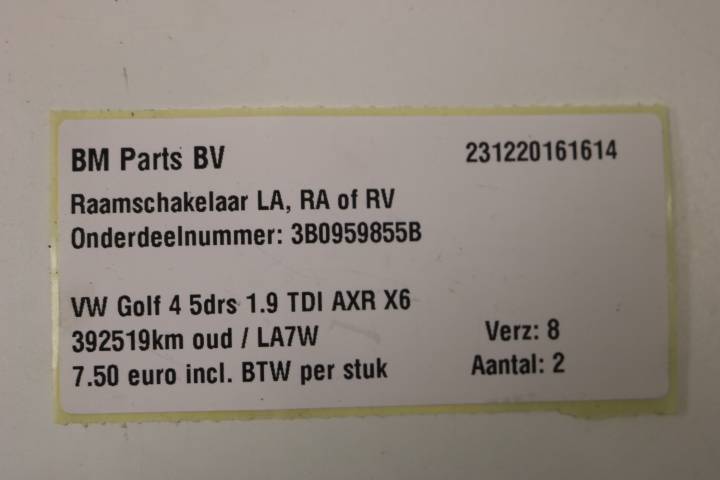 BM Parts BV 231220161614
Raamschakelaar LA, RA of RV
Onderdeelnummer: 3B0959855B
VW Golf 4 5drs 1.9 TDI AXR X6
392519km oud / LA7W Verz: 8
7.50 euro incl. BTW per stuk Aantal: 2